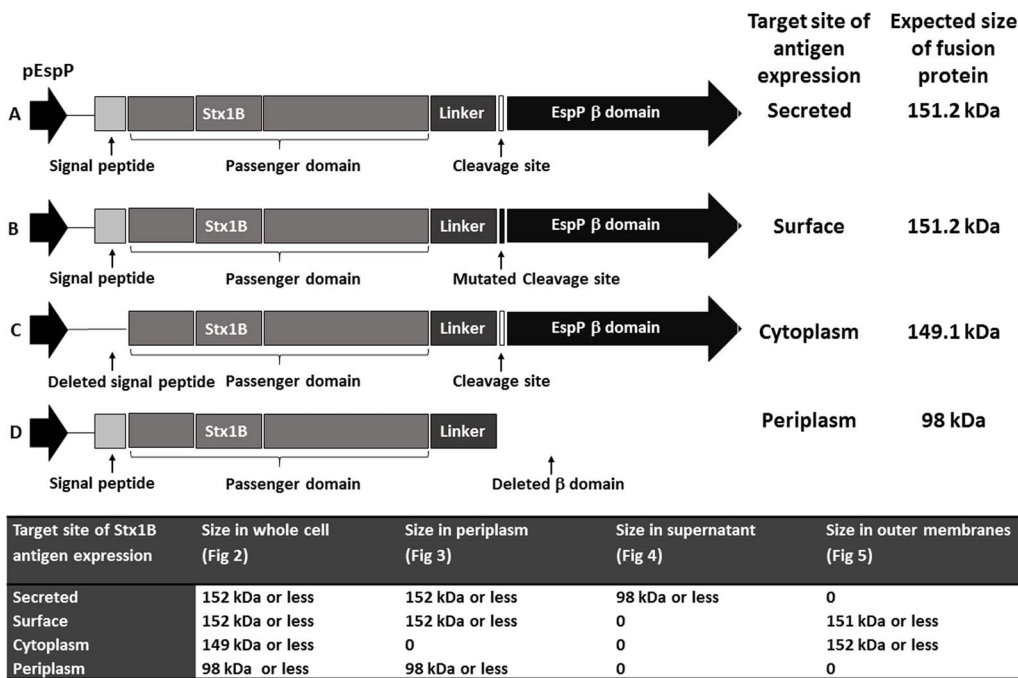 Target site of antigen expression
Expected size of fusion protein
pEspP
A
Stx1B
Linker
EspP β domain
Secreted
151.2 kDa
Signal peptide
Passenger domain
Cleavage site
B
Stx1B
Linker
EspP β domain
Surface
151.2 kDa
Signal peptide
Passenger domain
Mutated Cleavage site
C
Stx1B
Linker
EspP β domain
Cytoplasm
149.1 kDa
Deleted signal peptide
Passenger domain
Cleavage site
D
Stx1B
Linker
Periplasm
98 kDa
Signal peptide
Passenger domain
Deleted β domain
Target site of Stx1B antigen expression
Size in whole cell (Fig 2)
Size in periplasm (Fig 3)
Size in supernatant (Fig 4)
Size in outer membranes (Fig 5)
Secreted 152 kDa or less 152 kDa or less 98 kDa or less 0
Surface 152 kDa or less 152 kDa or less 0 151 kDa or less
Cytoplasm 149 kDa or less 0 0 152 kDa or less
Periplasm 98 kDa or less 98 kDa or less 0 0